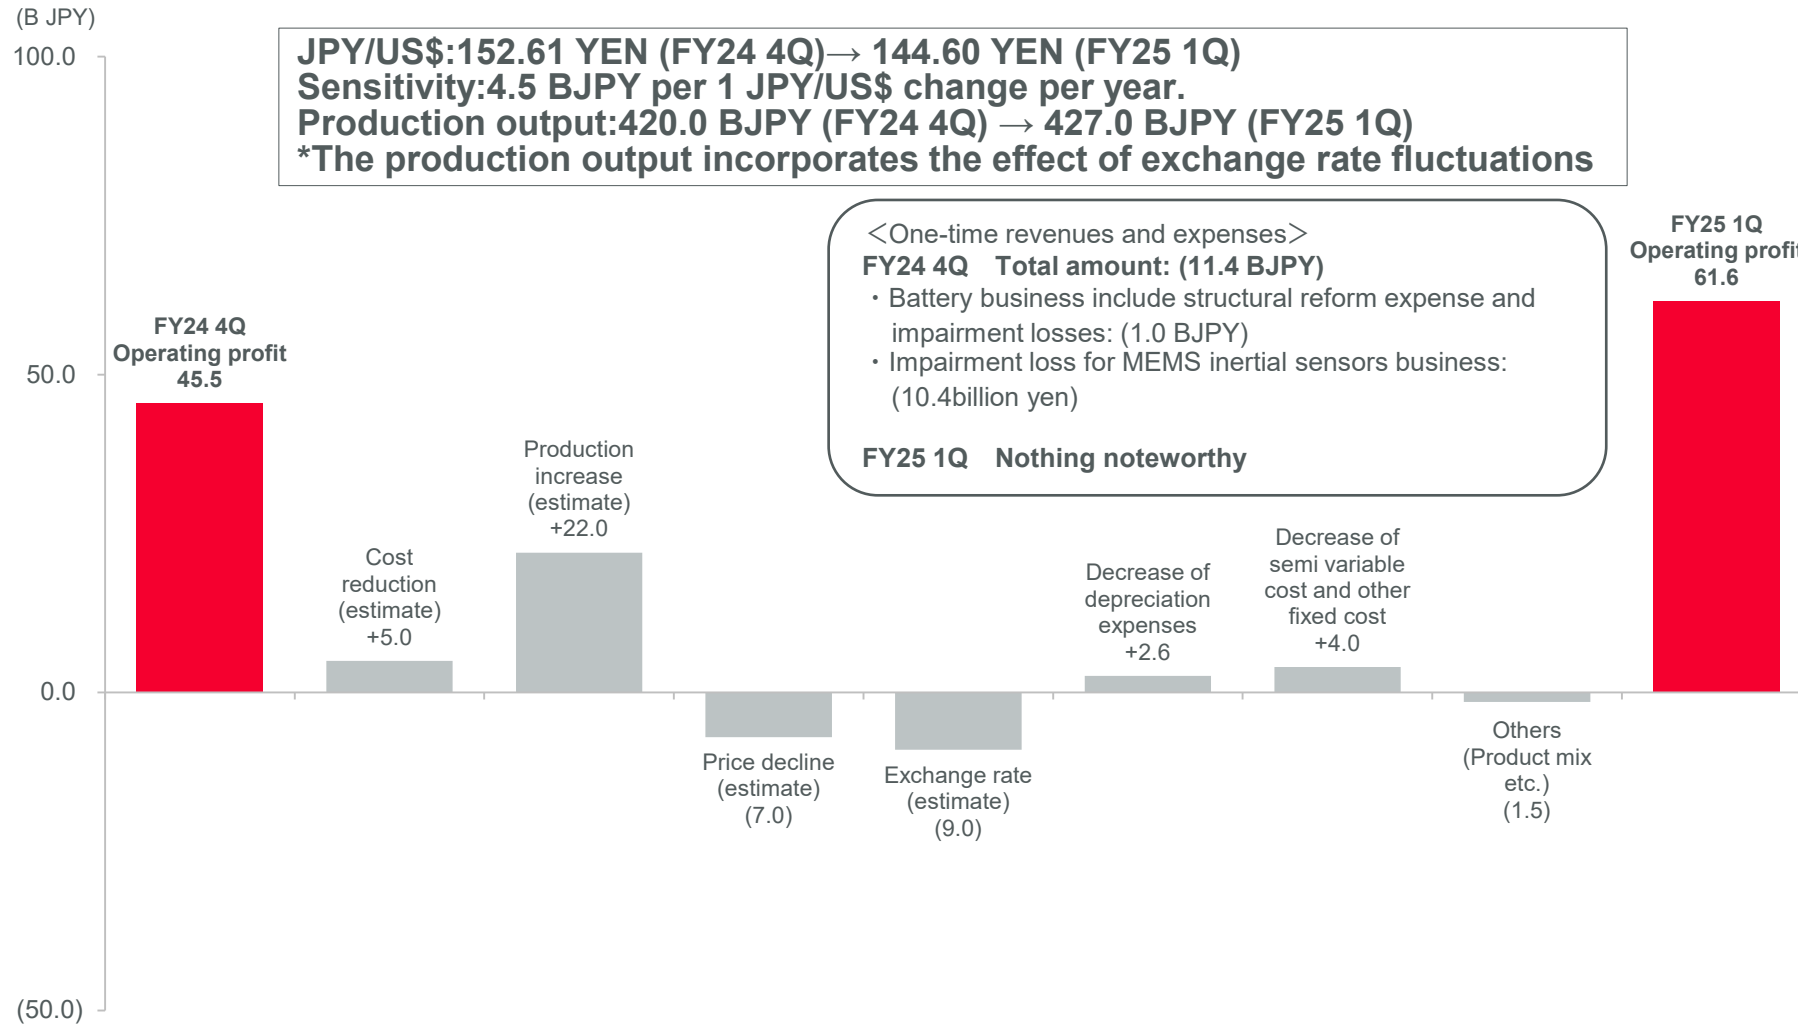 (B JPY)
100.0
50.0
0.0
(50.0)
JPY/US$:152.61 YEN (FY24 4Q)→ 144.60 YEN (FY25 1Q)
Sensitivity:4.5 BJPY per 1 JPY/US$ change per year.
Production output:420.0 BJPY (FY24 4Q) → 427.0 BJPY (FY25 1Q)
*The production output incorporates the effect of exchange rate fluctuations
＜One-time revenues and expenses＞
FY24 4Q　Total amount: (11.4 BJPY)
・Battery business include structural reform expense and
impairment losses: (1.0 BJPY)
・Impairment loss for MEMS inertial sensors business:
(10.4billion yen)
FY25 1Q　Nothing noteworthy
FY24 4Q
Operating profit
45.5
Cost
reduction
(estimate)
+5.0
Production
increase
(estimate)
+22.0
Price decline
(estimate)
(7.0)
Exchange rate
(estimate)
(9.0)
Decrease of
depreciation
expenses
+2.6
Decrease of
semi variable
cost and other
fixed cost
+4.0
Others
(Product mix
etc.)
(1.5)
FY25 1Q
Operating profit
61.6